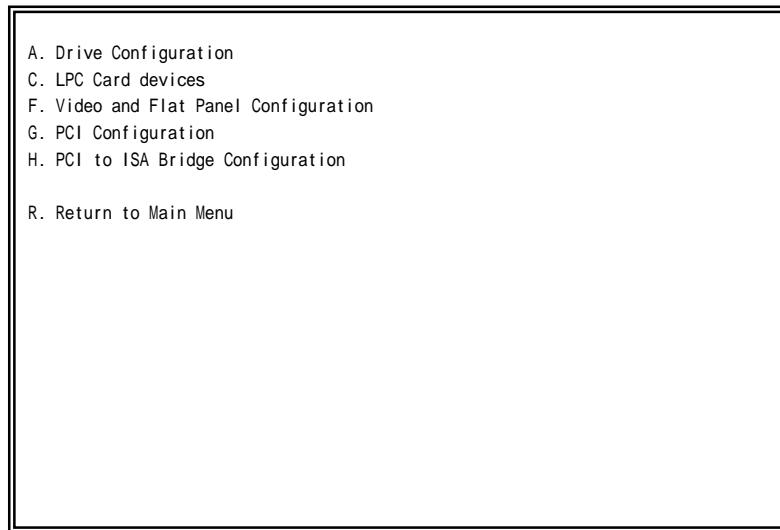 A. Drive Configuration
C. LPC Card devices
F. Video and Flat Panel Configuration
G. PCI Configuration
H. PCI to ISA Bridge Configuration
R. Return to Main Menu